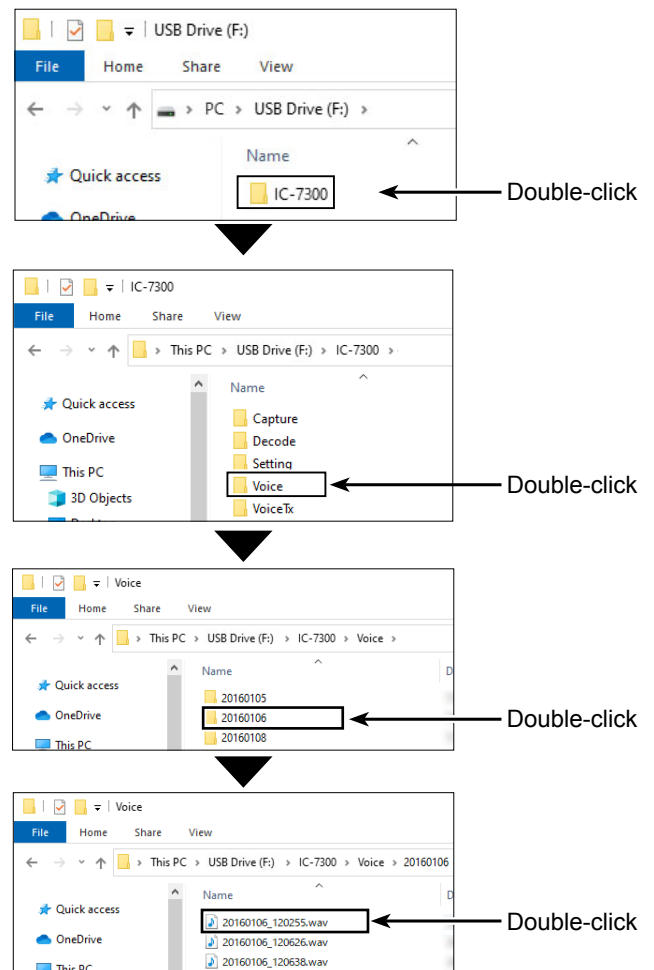 USB Drive (F:)
File Home Share View
PC > USB Drive (F:) >
Name
Quick access
IC-7300
Double-click
OneDrive
IC-7300
File Home Share View
This PC > USB Drive (F:) > IC-7300 >
Name
Quick access
Capture
OneDrive
Decode
Setting
This PC
Voice
Double-click
3D Objects
VoiceTx
Desktop
Voice
File Home Share View
This PC > USB Drive (F:) > IC-7300 > Voice >
Name D
Quick access
20160105
OneDrive
20160106
Double-click
This PC
20160108
Voice
File Home Share View
This PC > USB Drive (F:) > IC-7300 > Voice > 20160106
Name D
Quick access
20160106_120255.wav
Double-click
OneDrive
20160106_120626.wav
This PC
20160106_120638.wav